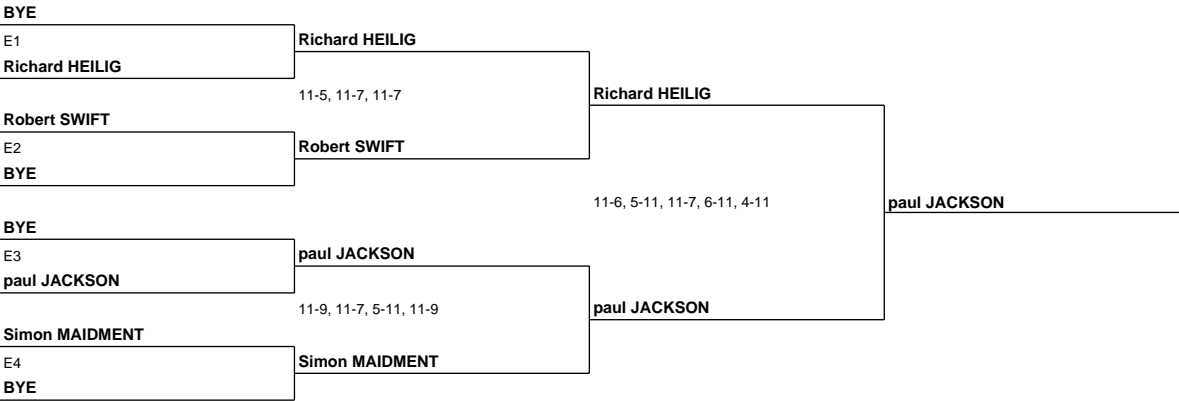 BYE
E1
Richard HEILIG
Richard HEILIG
11-5, 11-7, 11-7
Richard HEILIG
Robert SWIFT
E2
Robert SWIFT
BYE
11-6, 5-11, 11-7, 6-11, 4-11
paul JACKSON
BYE
E3
paul JACKSON
paul JACKSON
11-9, 11-7, 5-11, 11-9
paul JACKSON
Simon MAIDMENT
E4
Simon MAIDMENT
BYE